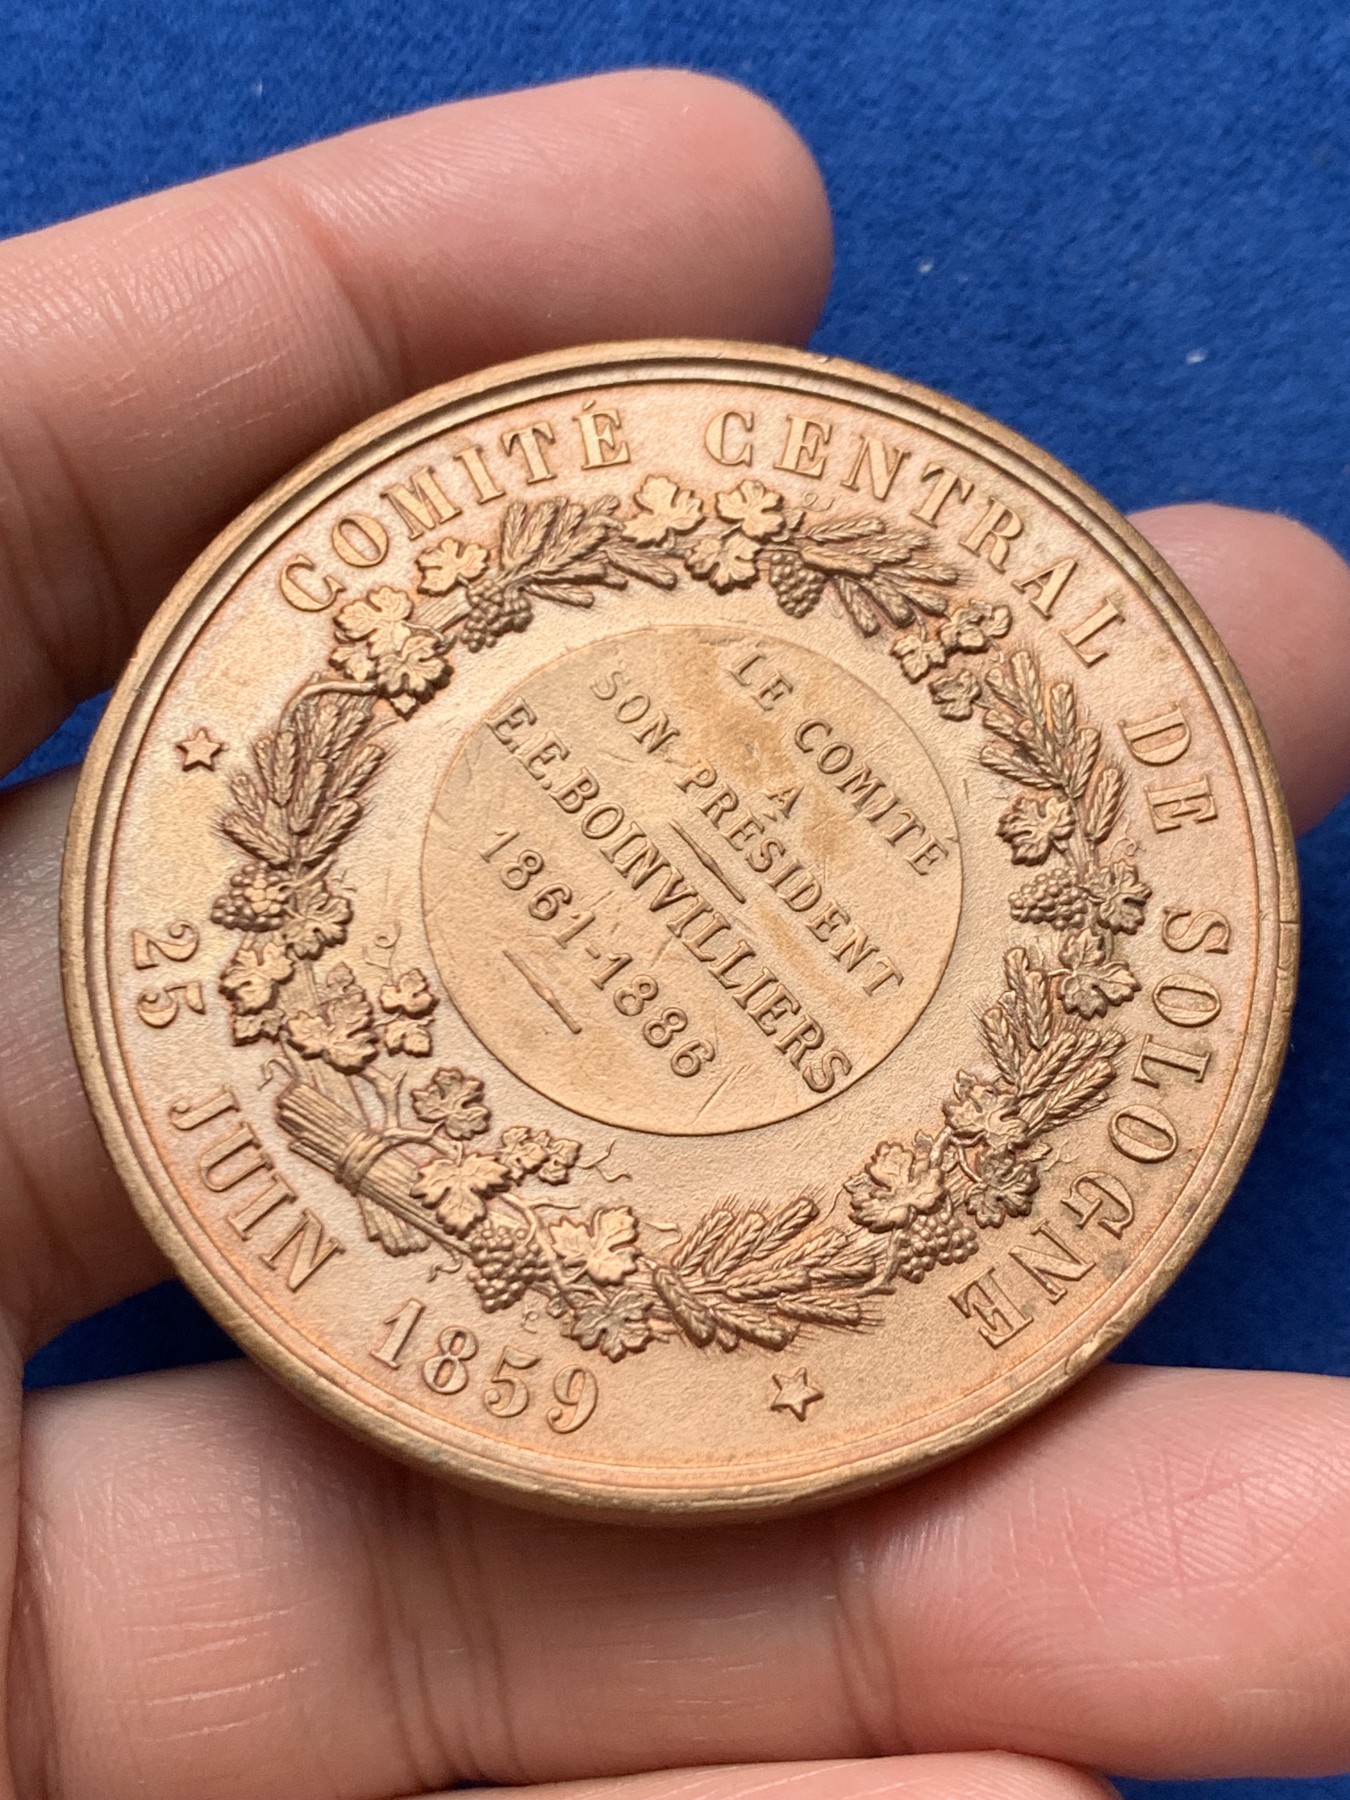 COMITÉ CENTRAL DE SOLOGNE
25 JUIN 1859
LE COMITÉ
À
SON PRÉSIDENT
E.E.BOINVILLIERS
1861-1886